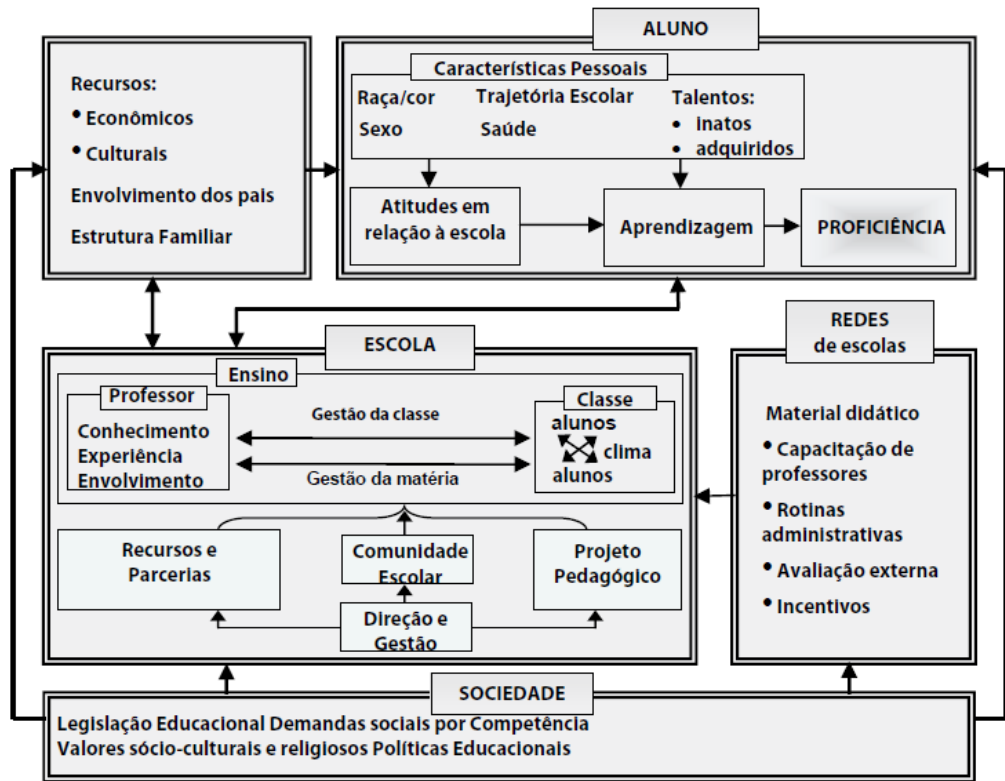 ALUNO
Recursos:
• Econômicos
• Culturais
Envolvimento dos pais
Estrutura Familiar
Características Pessoais
Raça/cor
Trajetória Escolar
Talentos:
Sexo
Saúde
• inatos
• adquiridos
Atitudes em
relação à escola
Aprendizagem
PROFICIÊNCIA
ESCOLA
Ensino
Professor
Conhecimento
Experiência
Envolvimento
Gestão da classe
Gestão da matéria
Classe
alunos
clima
alunos
Recursos e
Parcerias
Comunidade
Escolar
Projeto
Pedagógico
Direção e
Gestão
REDES
de escolas
Material didático
• Capacitação de
professores
• Rotinas
administrativas
• Avaliação externa
• Incentivos
SOCIEDADE
Legislação Educacional Demandas sociais por Competência
Valores sócio-culturais e religiosos Políticas Educacionais